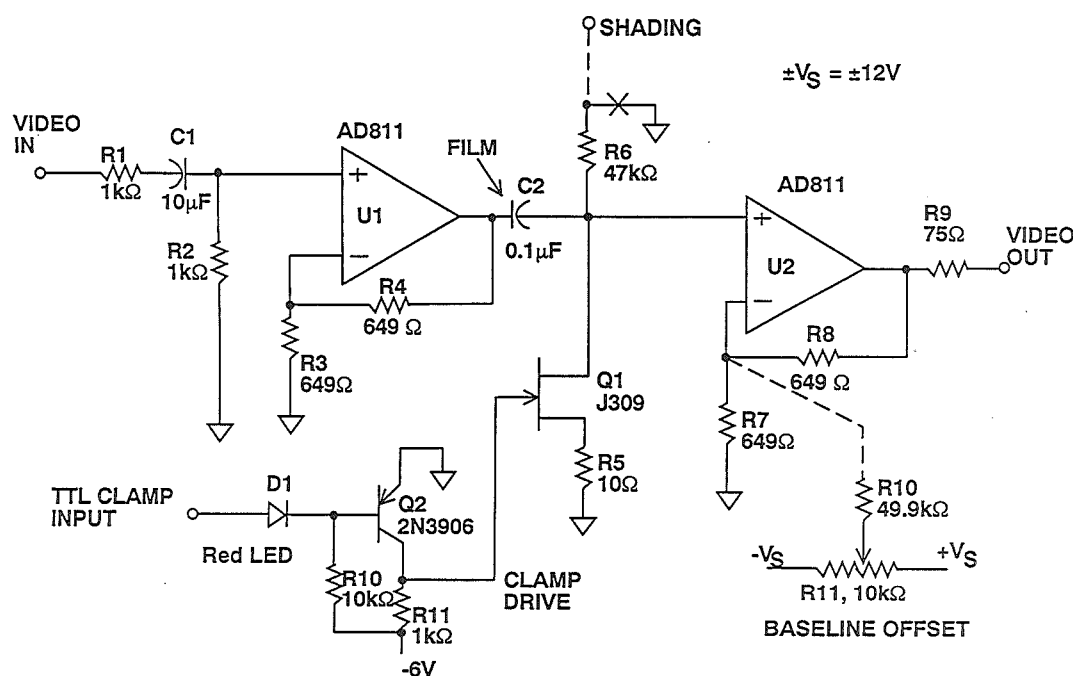 SHADING
±VS = ±12V
VIDEO
IN
C1
R1
1kΩ
10μF
AD811
FILM
R6
47kΩ
C2
AD811
+
U1
−
0.1μF
R2
1kΩ
+
U2
−
R9
75Ω
VIDEO
OUT
R4
649 Ω
R3
649Ω
R8
649 Ω
Q1
J309
R7
649Ω
R5
10Ω
D1
TTL CLAMP
INPUT
Q2
2N3906
R10
49.9kΩ
Red LED
R10
10kΩ
CLAMP
DRIVE
-VS
+VS
R11, 10kΩ
R11
1kΩ
BASELINE OFFSET
-6V